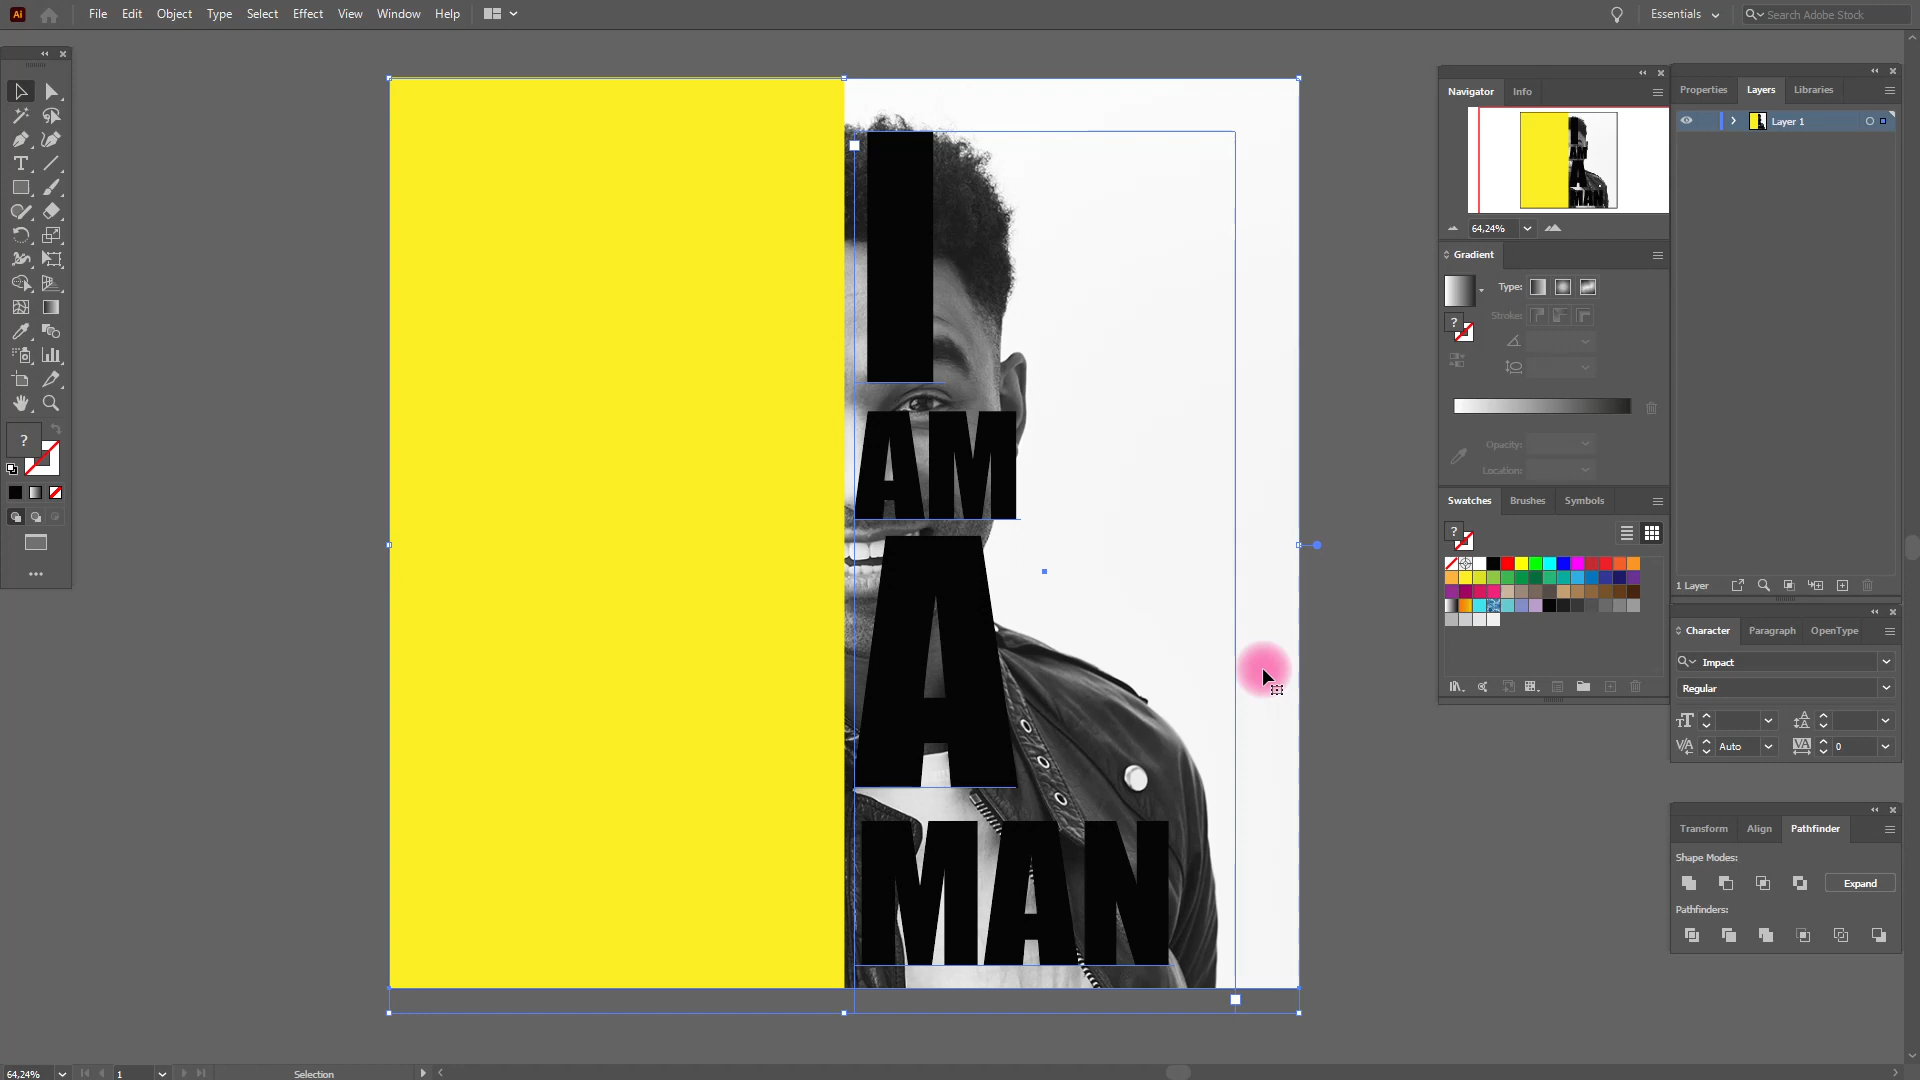 Ai File Edit Object Type Select Effect View Window Help Essentials Search Adobe Stock
Navigator Info
64,24%
Gradient
Type:
Stroke:
Opacity:
Location:
Swatches Brushes Symbols
Properties Layers Libraries
Layer 1
1 Layer
Character Paragraph OpenType
Impact
Regular
Auto 0
Transform Align Pathfinder
Shape Modes:
Expand
Pathfinders:
I
AM
A
MAN
64,24% 1 Selection